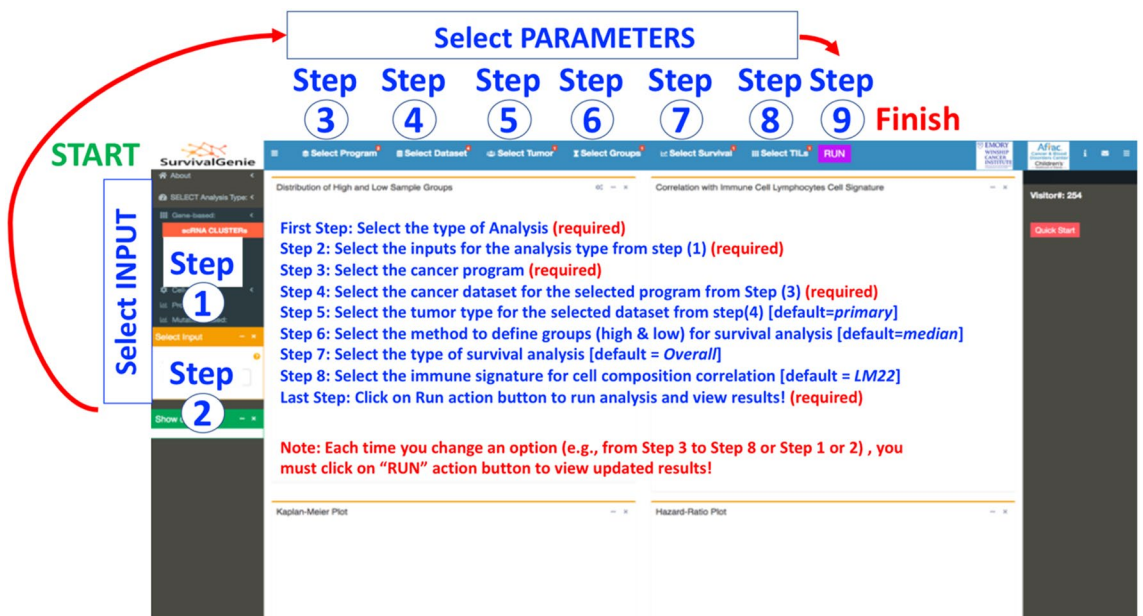 Select PARAMETERS
Step Step Step Step Step Step Step
3 4 5 6 7 8 9 Finish
START
SurvivalGenie
Select Program Select Dataset Select Tumor Select Groups Select Survival Select TILs RUN
EMORY
WINSHIP
CANCER
INSTITUTE
Aflac
Cancer & Blood
Disorders Center
Children's
About
SELECT Analysis Type:
Gene-based:
scRNA CLUSTERs
Select INPUT
Step
1
Select Input
Step
2
Show
Distribution of High and Low Sample Groups
Correlation with Immune Cell Lymphocytes Cell Signature
Visitor#: 254
Quick Start
First Step: Select the type of Analysis (required)
Step 2: Select the inputs for the analysis type from step (1) (required)
Step 3: Select the cancer program (required)
Step 4: Select the cancer dataset for the selected program from Step (3) (required)
Step 5: Select the tumor type for the selected dataset from step(4) [default=primary]
Step 6: Select the method to define groups (high & low) for survival analysis [default=median]
Step 7: Select the type of survival analysis [default = Overall]
Step 8: Select the immune signature for cell composition correlation [default = LM22]
Last Step: Click on Run action button to run analysis and view results! (required)
Note: Each time you change an option (e.g., from Step 3 to Step 8 or Step 1 or 2) , you
must click on “RUN” action button to view updated results!
Kaplan-Meier Plot
Hazard-Ratio Plot